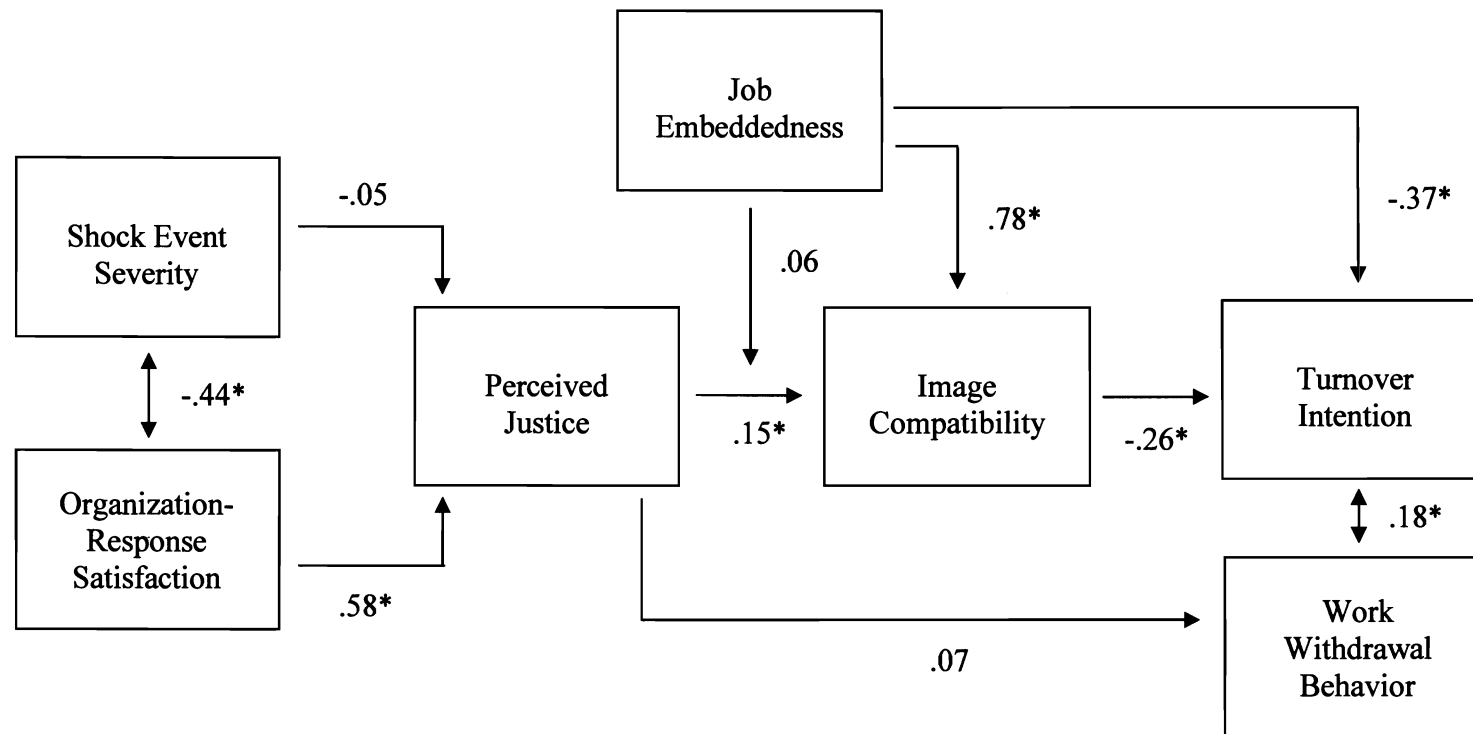 Job
Embeddedness
Shock Event
Severity
-.05
-.37*
.78*
.06
-.44*
Perceived
Justice
.15*
Image
Compatibility
-.26*
Turnover
Intention
Organization-
Response
Satisfaction
.58*
.18*
.07
Work
Withdrawal
Behavior